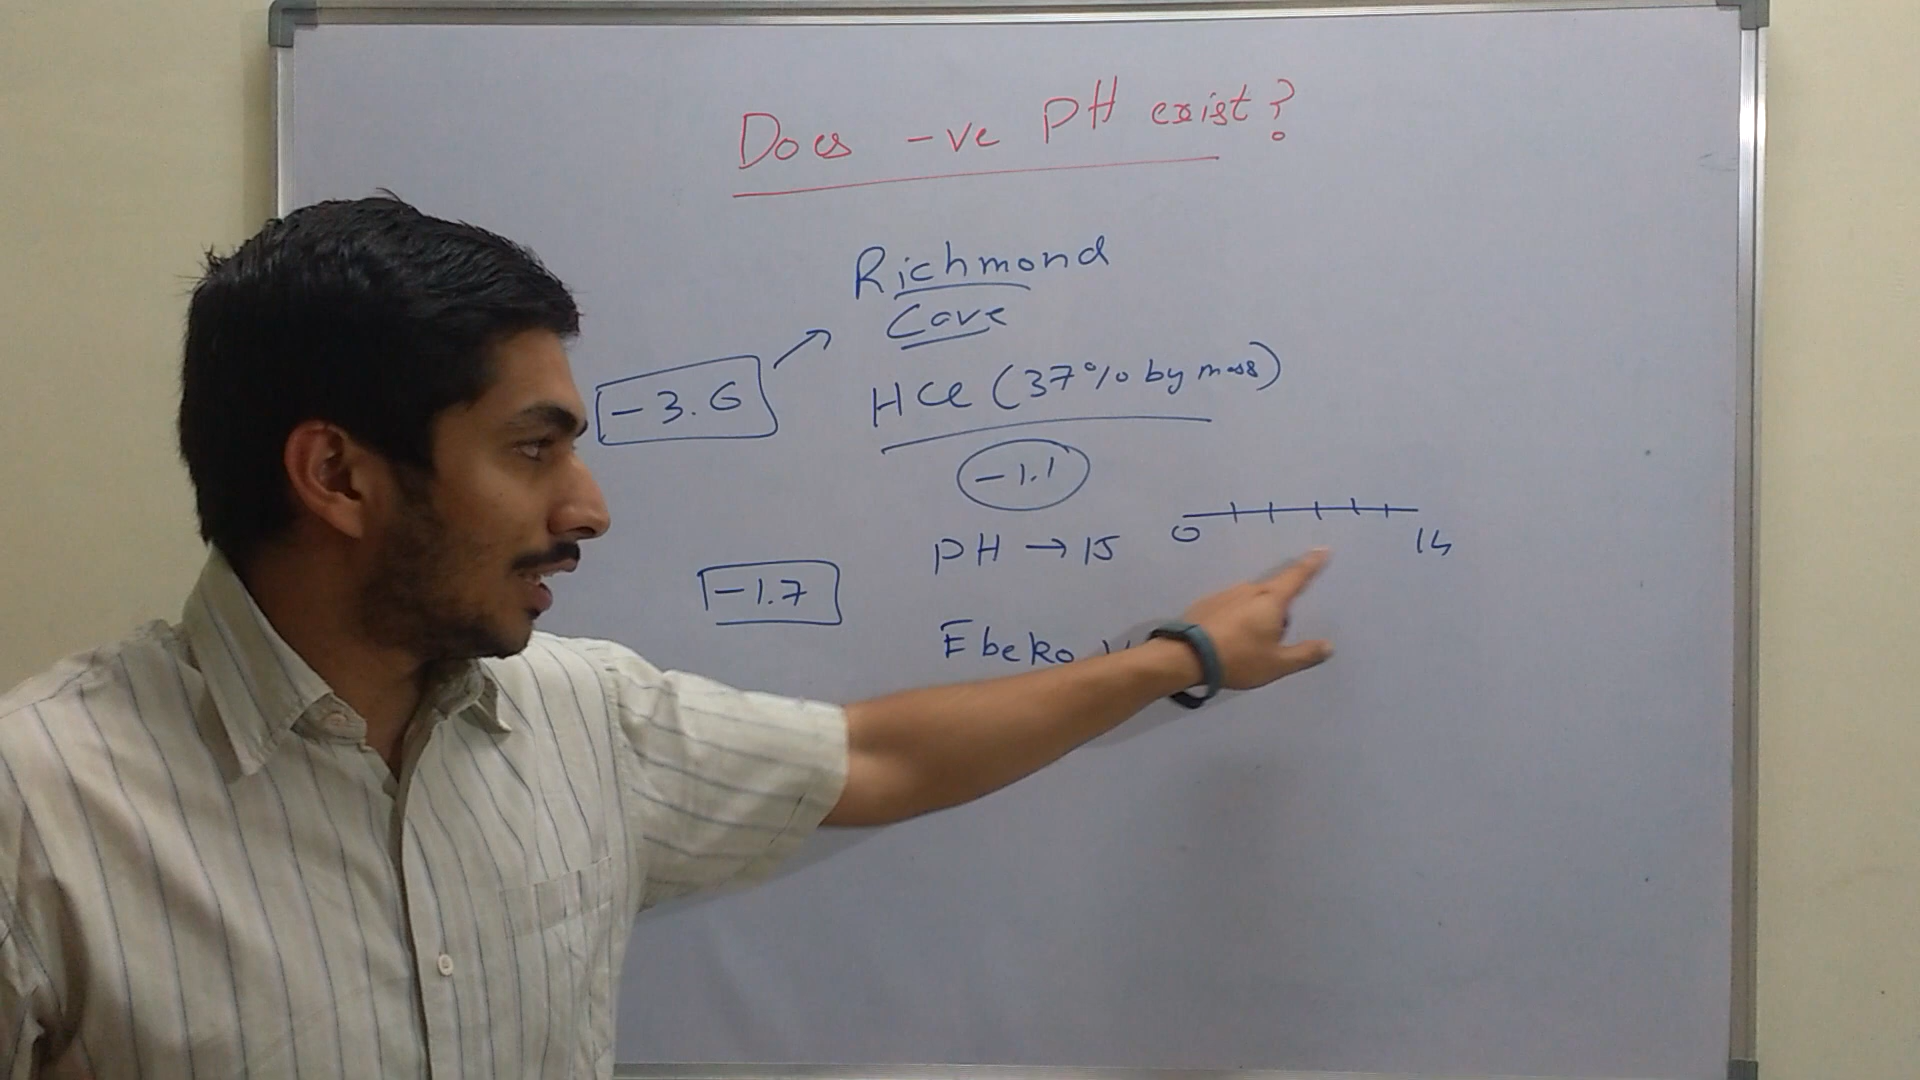 Does -ve PH exist?
Richmond
Cave
-3.6
HCl (37% by mass)
-1.1
PH → 15
0 14
-1.7
Ebeko